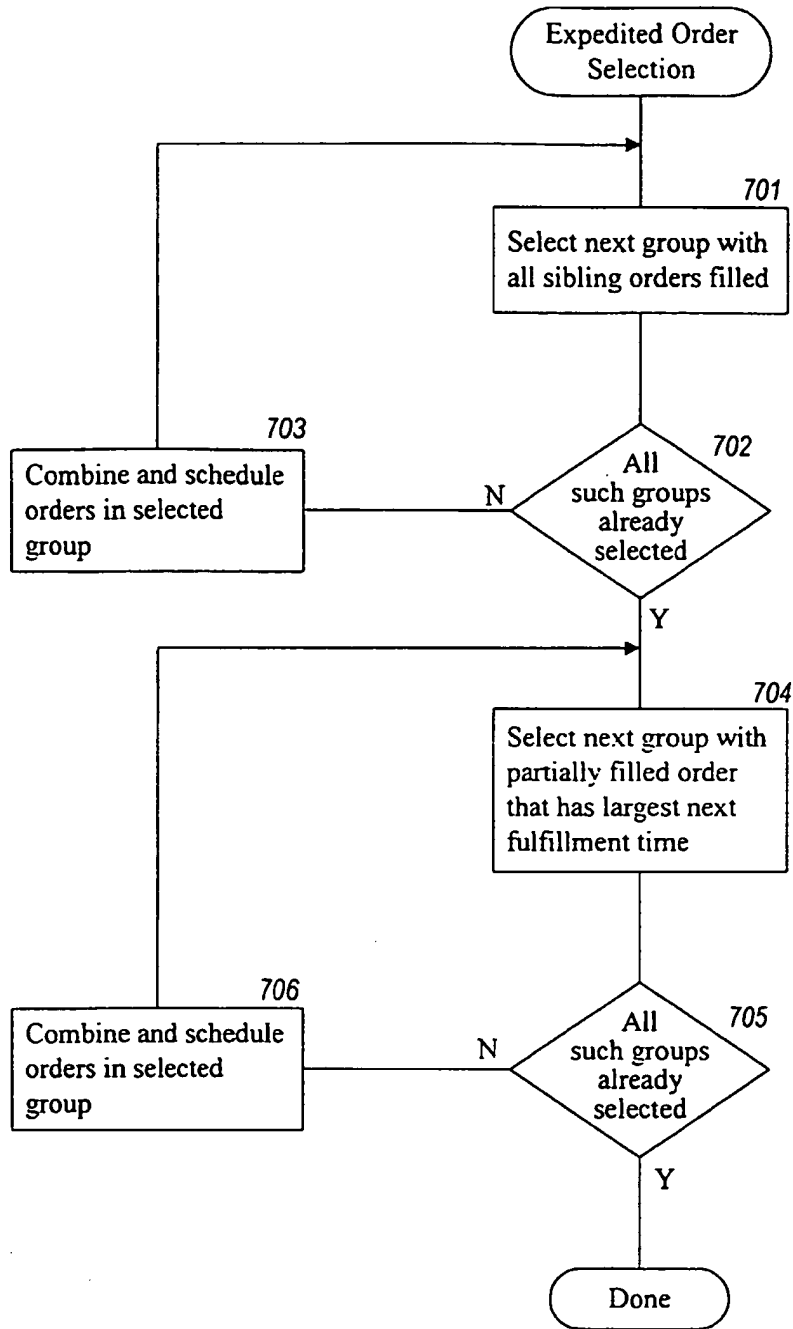 Expedited Order
Selection
701
Select next group with
all sibling orders filled
702
All
such groups
already
selected
N
Y
703
Combine and schedule
orders in selected
group
704
Select next group with
partially filled order
that has largest next
fulfillment time
705
All
such groups
already
selected
N
Y
706
Combine and schedule
orders in selected
group
Done